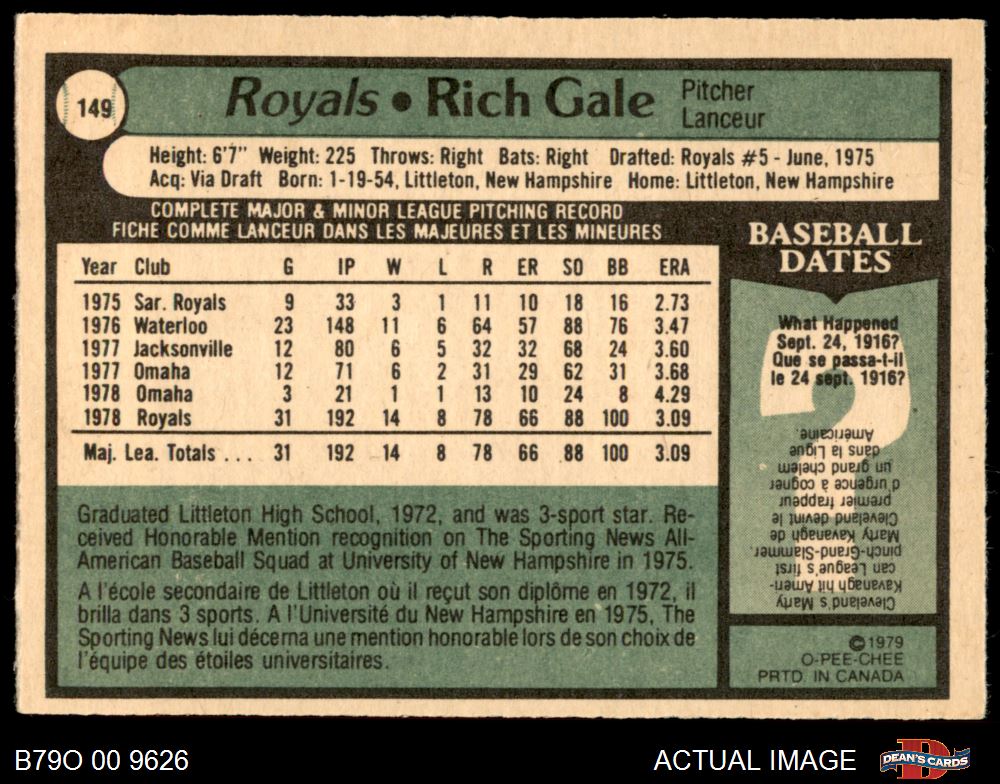 149
Royals • Rich Gale Pitcher
Lanceur
Height: 6'7" Weight: 225 Throws: Right Bats: Right Drafted: Royals #5 - June, 1975
Acq: Via Draft Born: 1-19-54, Littleton, New Hampshire Home: Littleton, New Hampshire
COMPLETE MAJOR & MINOR LEAGUE PITCHING RECORD
FICHE COMME LANCEUR DANS LES MAJEURES ET LES MINEURES
Year Club G IP W L R ER SO BB ERA
1975 Sar. Royals 9 33 3 1 11 10 18 16 2.73
1976 Waterloo 23 148 11 6 64 57 88 76 3.47
1977 Jacksonville 12 80 6 5 32 32 68 24 3.60
1977 Omaha 12 71 6 2 31 29 62 31 3.68
1978 Omaha 3 21 1 1 13 10 24 8 4.29
1978 Royals 31 192 14 8 78 66 88 100 3.09
Maj. Lea. Totals . . . 31 192 14 8 78 66 88 100 3.09
Graduated Littleton High School, 1972, and was 3-sport star. Re-
ceived Honorable Mention recognition on The Sporting News All-
American Baseball Squad at University of New Hampshire in 1975.
A l'école secondaire de Littleton où il reçut son diplôme en 1972, il
brilla dans 3 sports. A l'Université du New Hampshire en 1975, The
Sporting News lui décerna une mention honorable lors de son choix de
l'équipe des étoiles universitaires.
BASEBALL
DATES
What Happened
Sept. 24, 1916?
Que se passa-t-il
le 24 sept. 1916?
Cleveland's Marty
Kavanagh hit Ameri-
can League's first
pinch-Grand-Slammer.
Marty Kavanagh de
Cleveland devint le
premier frappeur
d'urgence à cogner
un grand chelem
dans la Ligue
Américaine.
©1979
O-PEE-CHEE
PRTD. IN CANADA
B79O 00 9626
ACTUAL IMAGE
DEAN'S CARDS